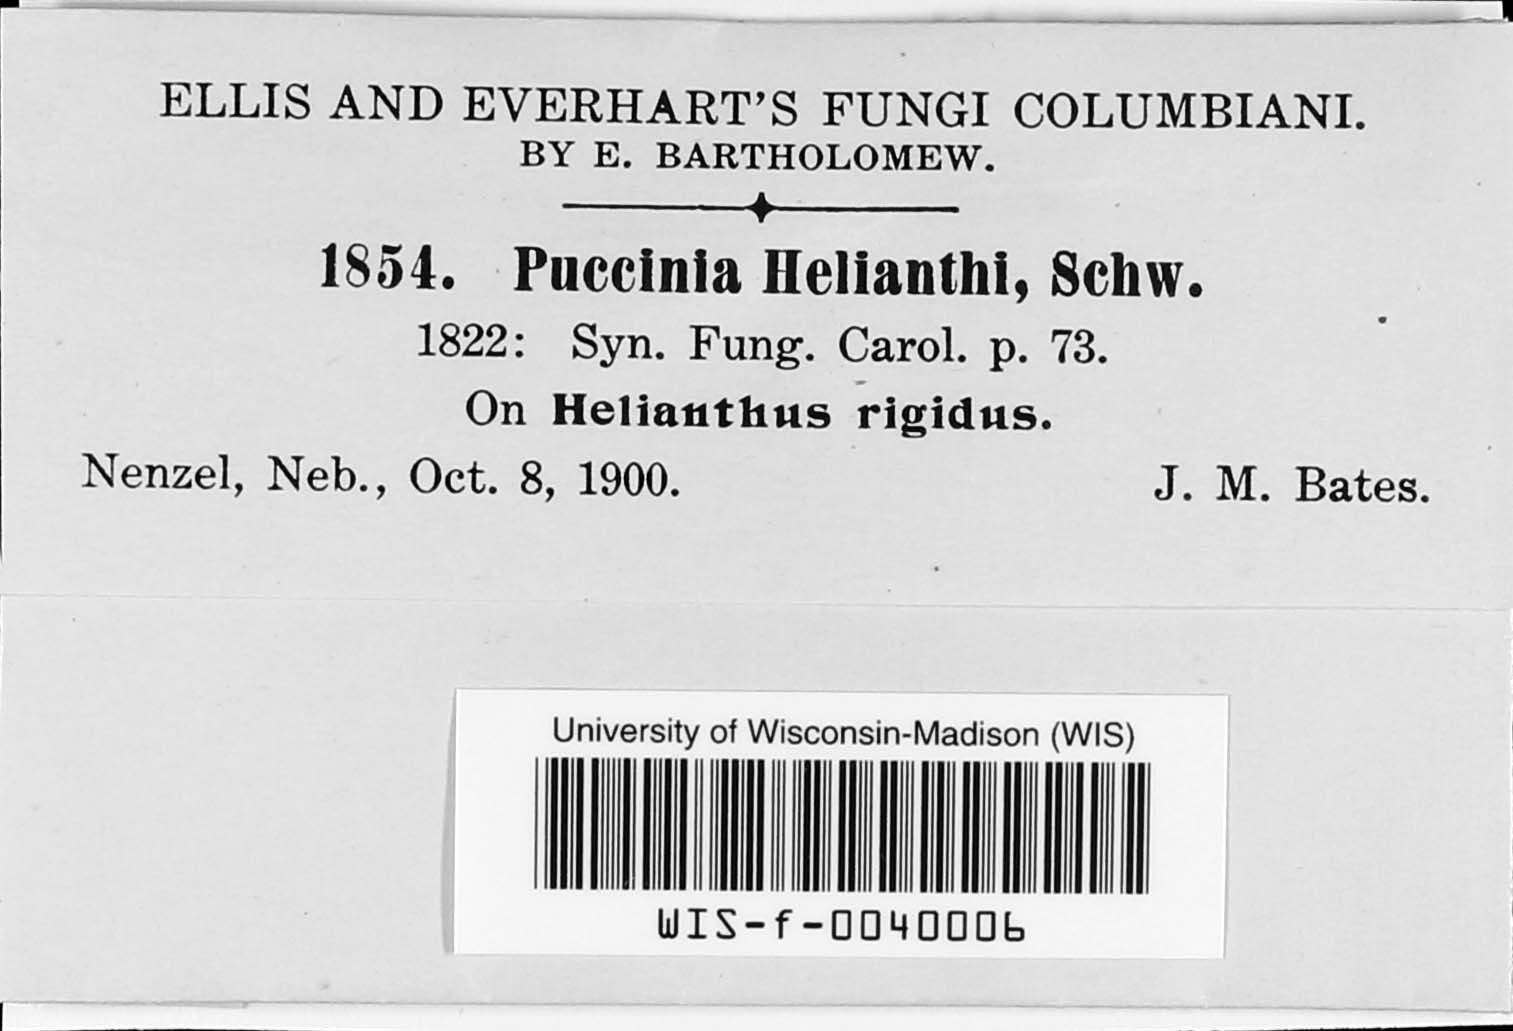 ELLIS AND EVERHART'S FUNGI COLUMBIANI.
BY E. BARTHOLOMEW.
1854. Puccinia Helianthi, Schw.
1822: Syn. Fung. Carol. p. 73.
On Helianthus rigidus.
Nenzel, Neb., Oct. 8, 1900. J. M. Bates.
University of Wisconsin-Madison (WIS)
WIS-f-0040006